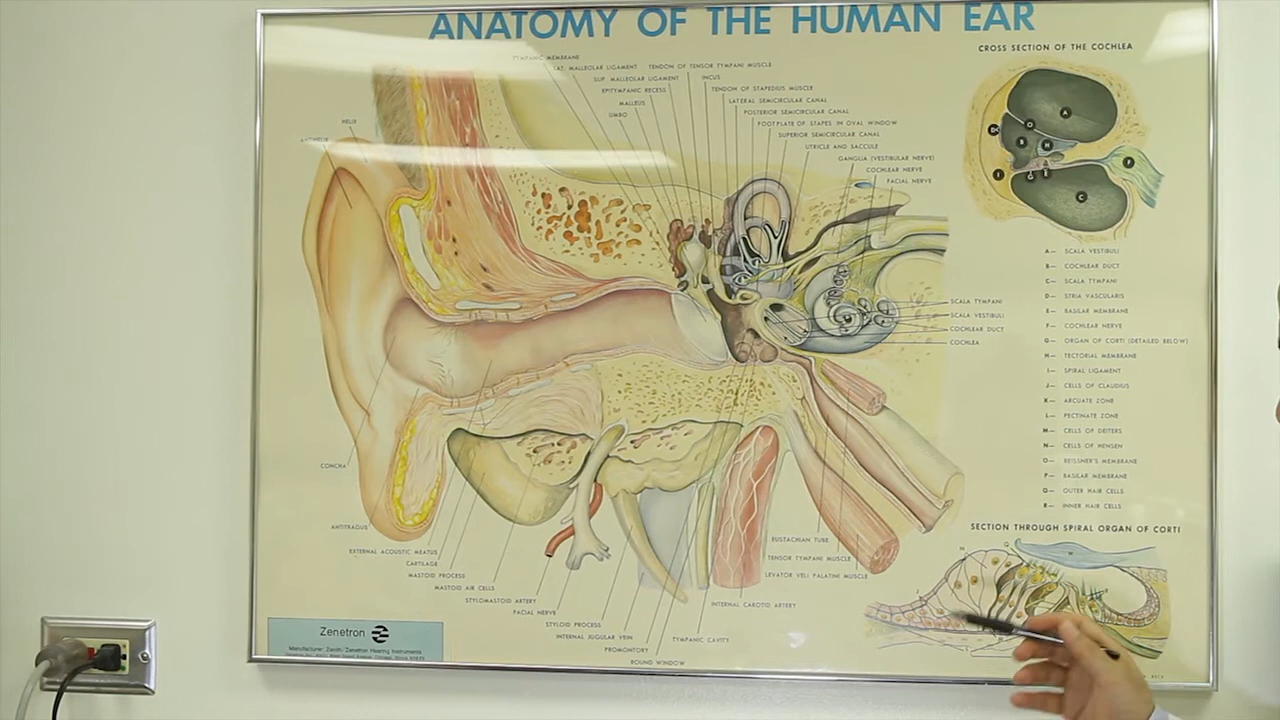 ANATOMY OF THE HUMAN EAR
CROSS SECTION OF THE COCHLEA
TYMPANIC MEMBRANE
LAT. MALLEOLAR LIGAMENT
TENDON OF TENSOR TYMPANI MUSCLE
SUP. MALLEOLAR LIGAMENT
INCUS
EPITYMPANIC RECESS
TENDON OF STAPEDIUS MUSCLE
MALLEUS
LATERAL SEMICIRCULAR CANAL
UMBO
POSTERIOR SEMICIRCULAR CANAL
FOOTPLATE OF STAPES IN OVAL WINDOW
SUPERIOR SEMICIRCULAR CANAL
UTRICLE AND SACCULE
GANGLIA (VESTIBULAR NERVE)
COCHLEAR NERVE
FACIAL NERVE
HELIX
ANTIHELIX
SCALA TYMPANI
SCALA VESTIBULI
COCHLEAR DUCT
COCHLEA
A— SCALA VESTIBULI
B— COCHLEAR DUCT
C— SCALA TYMPANI
D— STRIA VASCULARIS
E— BASILAR MEMBRANE
F— COCHLEAR NERVE
G— ORGAN OF CORTI (DETAILED BELOW)
H— TECTORIAL MEMBRANE
I— SPIRAL LIGAMENT
J— CELLS OF CLAUDIUS
K— ARCUATE ZONE
L— PECTINATE ZONE
M— CELLS OF DEITERS
N— CELLS OF HENSEN
O— REISSNER'S MEMBRANE
P— BASILAR MEMBRANE
Q— OUTER HAIR CELLS
R— INNER HAIR CELLS
SECTION THROUGH SPIRAL ORGAN OF CORTI
CONCHA
ANTITRAGUS
EXTERNAL ACOUSTIC MEATUS
CARTILAGE
MASTOID PROCESS
MASTOID AIR CELLS
STYLOMASTOID ARTERY
FACIAL NERVE
STYLOID PROCESS
INTERNAL JUGULAR VEIN
PROMONTORY
ROUND WINDOW
TYMPANIC CAVITY
INTERNAL CAROTID ARTERY
LEVATOR VELI PALATINI MUSCLE
TENSOR TYMPANI MUSCLE
EUSTACHIAN TUBE
Zenetron
Manufacturer: Zenith/Zenetron Hearing Instruments